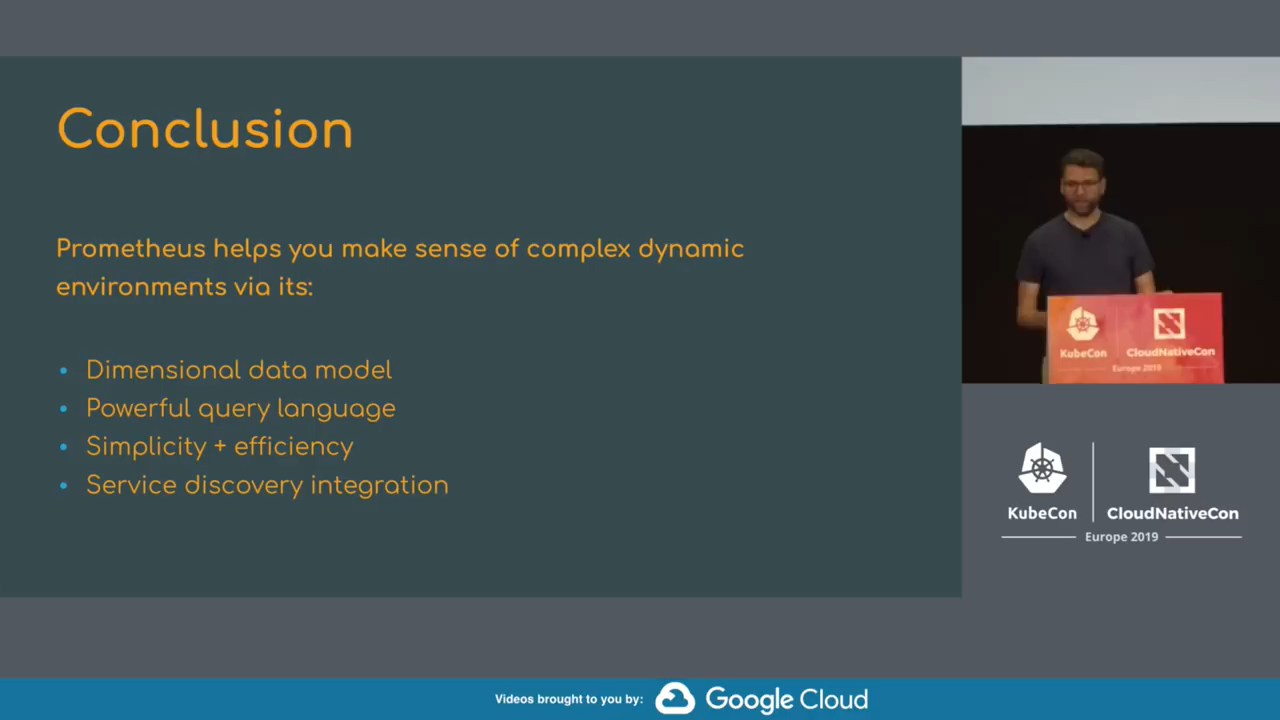 Conclusion
Prometheus helps you make sense of complex dynamic
environments via its:
• Dimensional data model
• Powerful query language
• Simplicity + efficiency
• Service discovery integration
KubeCon
CloudNativeCon
Europe 2019
KubeCon
CloudNativeCon
Europe 2019
Videos brought to you by:
Google Cloud